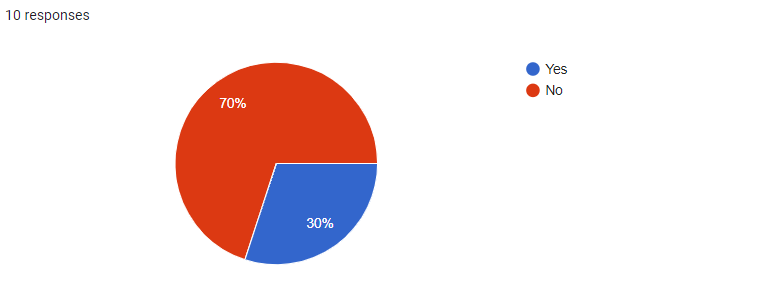 10 responses
Yes
No
70%
30%